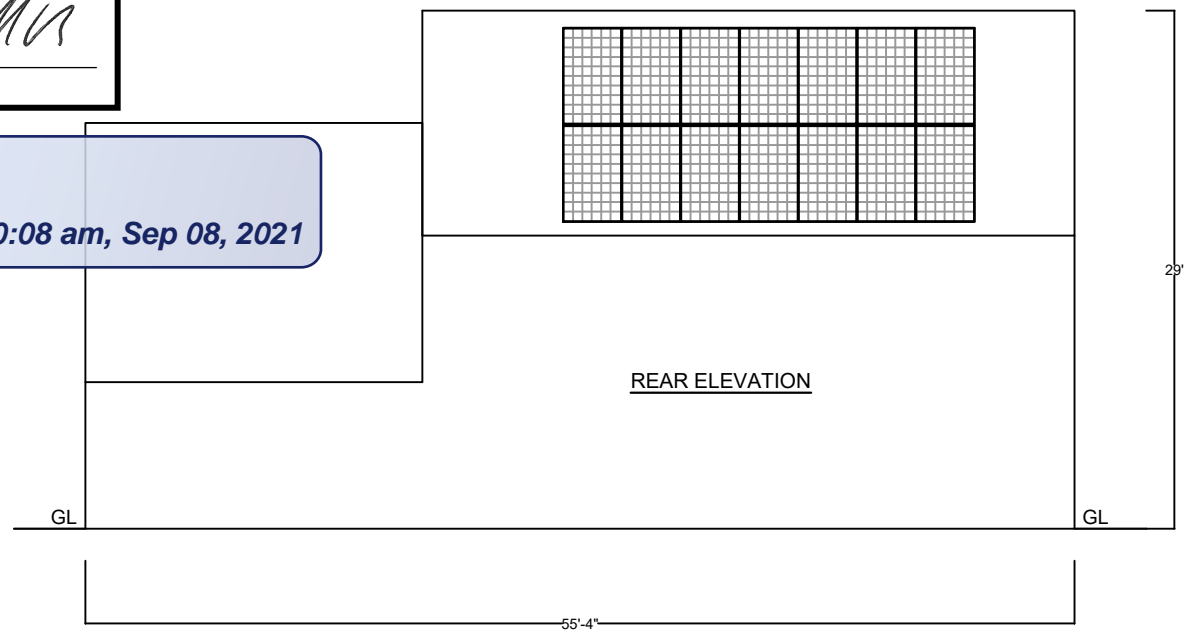 0:08 am, Sep 08, 2021
29'
REAR ELEVATION
GL
GL
55'-4"